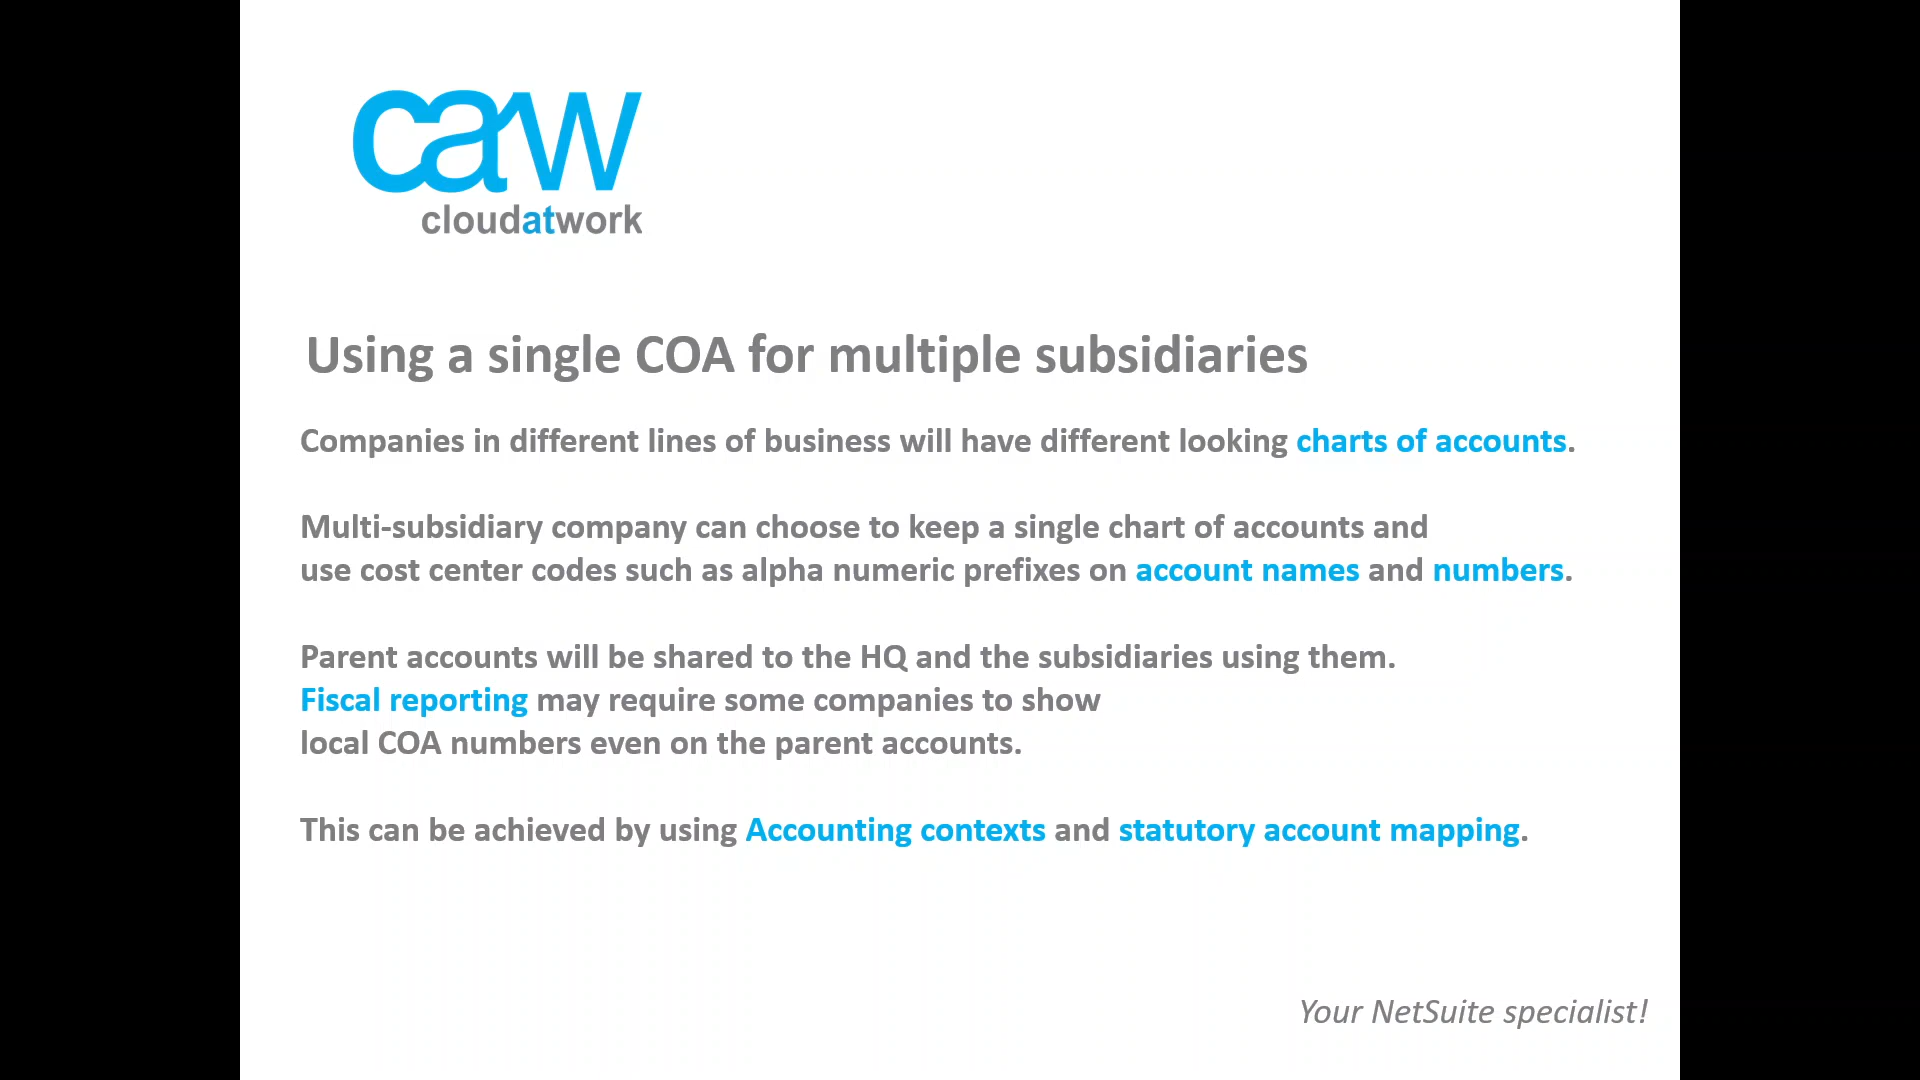 caw
cloudatwork
Using a single COA for multiple subsidiaries
Companies in different lines of business will have different looking charts of accounts.
Multi-subsidiary company can choose to keep a single chart of accounts and
use cost center codes such as alpha numeric prefixes on account names and numbers.
Parent accounts will be shared to the HQ and the subsidiaries using them.
Fiscal reporting may require some companies to show
local COA numbers even on the parent accounts.
This can be achieved by using Accounting contexts and statutory account mapping.
Your NetSuite specialist!